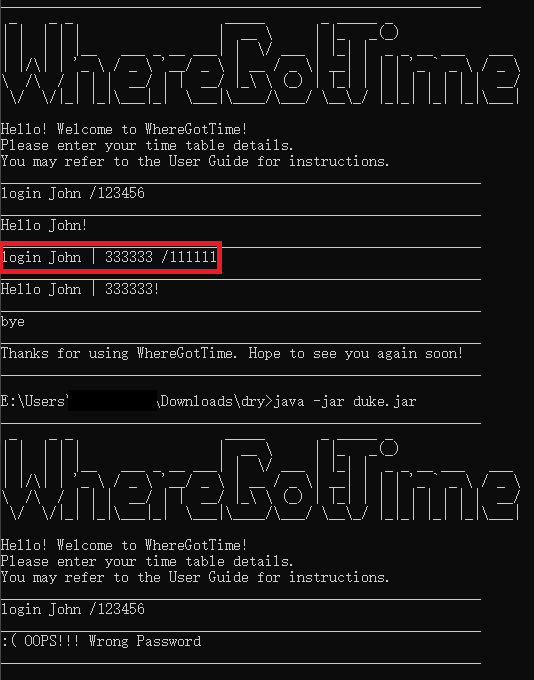 WhereGotTime
Hello! Welcome to WhereGotTime!
Please enter your time table details.
You may refer to the User Guide for instructions.
login John /123456
Hello John!
login John | 333333 /111111
Hello John | 333333!
bye
Thanks for using WhereGotTime. Hope to see you again soon!
E:\Users\ \Downloads\dry>java -jar duke.jar
WhereGotTime
Hello! Welcome to WhereGotTime!
Please enter your time table details.
You may refer to the User Guide for instructions.
login John /123456
:( OOPS!!! Wrong Password